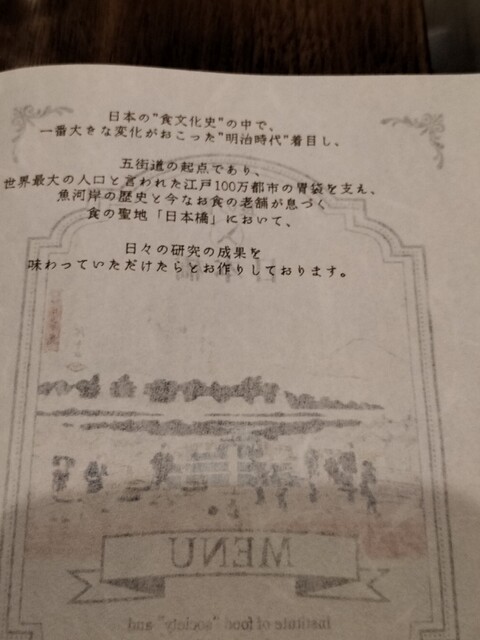 日本の"食文化史"の中で、
一番大きな変化がおこった"明治時代"着目し、
五街道の起点であり、
世界最大の人口と言われた江戸100万都市の胃袋を支え、
魚河岸の歴史と今なお食の老舗が息づく
食の聖地「日本橋」において、
日々の研究の成果を
味わっていただけたらとお作りしております。
MENU
Institute of food "society" and